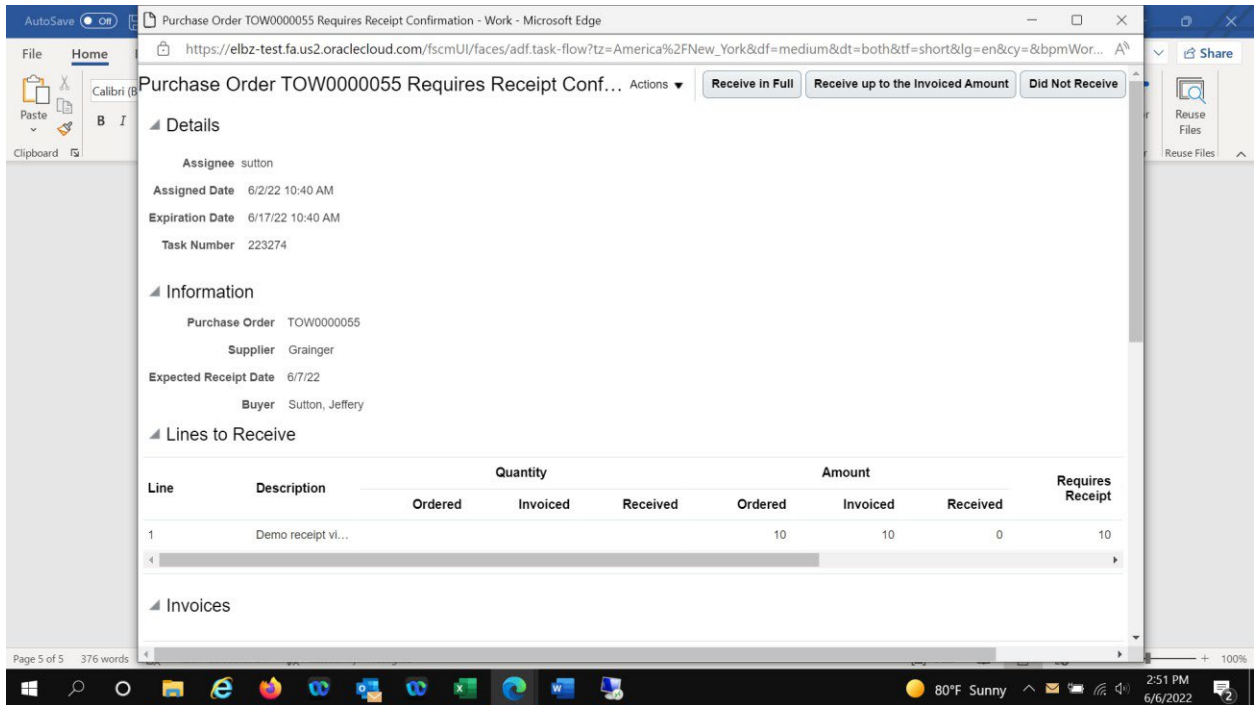 AutoSave Off
Purchase Order TOW0000055 Requires Receipt Confirmation - Work - Microsoft Edge
File Home
https://elbz-test.fa.us2.oraclecloud.com/fscmUI/faces/adf.task-flow?tz=America%2FNew_York&df=medium&dt=both&tf=short&lg=en&cy=&bpmWor...
Share
Purchase Order TOW0000055 Requires Receipt Conf... Actions Receive in Full Receive up to the Invoiced Amount Did Not Receive
Paste
Calibri (B
B I
Clipboard
Reuse
Files
Reuse Files
Details
Assignee sutton
Assigned Date 6/2/22 10:40 AM
Expiration Date 6/17/22 10:40 AM
Task Number 223274
Information
Purchase Order TOW0000055
Supplier Grainger
Expected Receipt Date 6/7/22
Buyer Sutton, Jeffery
Lines to Receive
Line Description Quantity Amount Requires Receipt
Ordered Invoiced Received Ordered Invoiced Received
1 Demo receipt vi... 10 10 0 10
Invoices
Page 5 of 5 376 words
100%
80°F Sunny
2:51 PM
6/6/2022
2